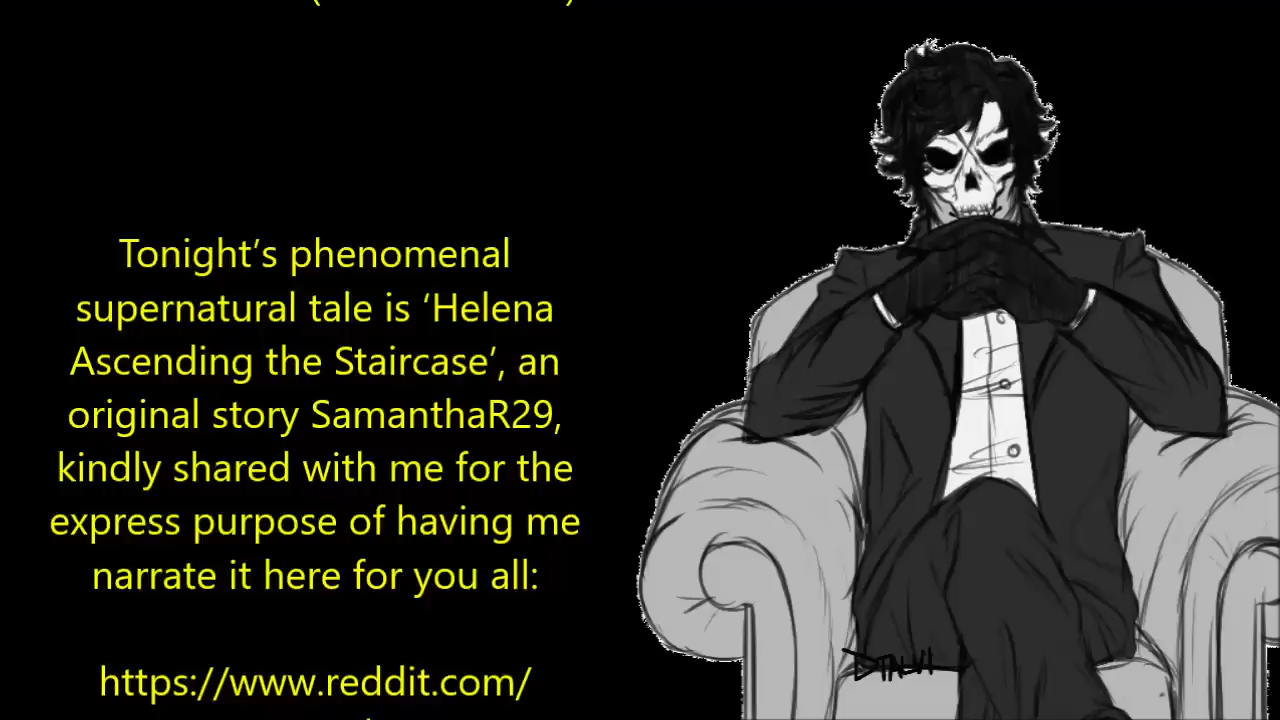 Tonight’s phenomenal
supernatural tale is ‘Helena
Ascending the Staircase’, an
original story SamanthaR29,
kindly shared with me for the
express purpose of having me
narrate it here for you all:
https://www.reddit.com/